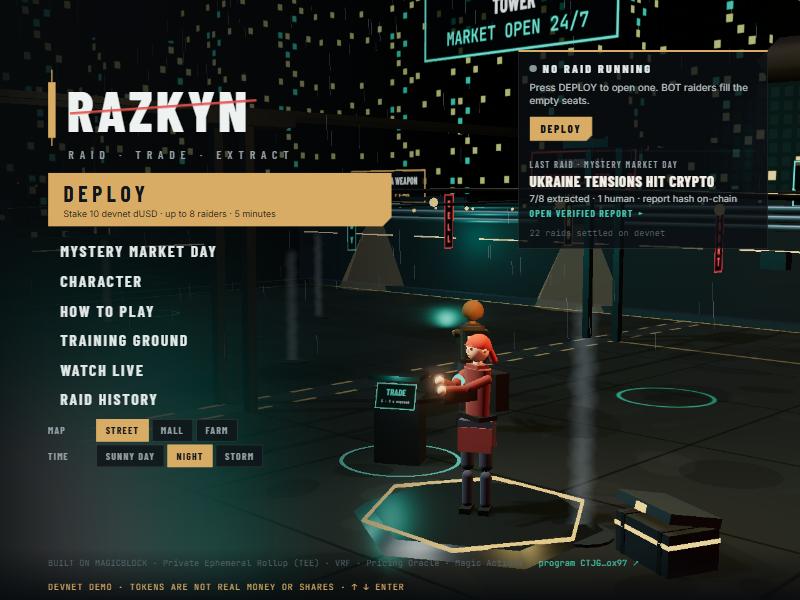 TOWER
MARKET OPEN 24/7
RAZKYN
RAID · TRADE · EXTRACT
DEPLOY
Stake 10 devnet dUSD · up to 8 raiders · 5 minutes
MYSTERY MARKET DAY
CHARACTER
HOW TO PLAY
TRAINING GROUND
WATCH LIVE
RAID HISTORY
MAP STREET MALL FARM
TIME SUNNY DAY NIGHT STORM
NO RAID RUNNING
Press DEPLOY to open one. BOT raiders fill the
empty seats.
DEPLOY
LAST RAID · MYSTERY MARKET DAY
UKRAINE TENSIONS HIT CRYPTO
7/8 extracted · 1 human · report hash on-chain
OPEN VERIFIED REPORT ▸
22 raids settled on devnet
WEAPON
TRADE
BUILT ON MAGICBLOCK · Private Ephemeral Rollup (TEE) · VRF · Pricing Oracle · Magic program CTJG…ox97 ↗
DEVNET DEMO · TOKENS ARE NOT REAL MONEY OR SHARES · ↑ ↓ ENTER